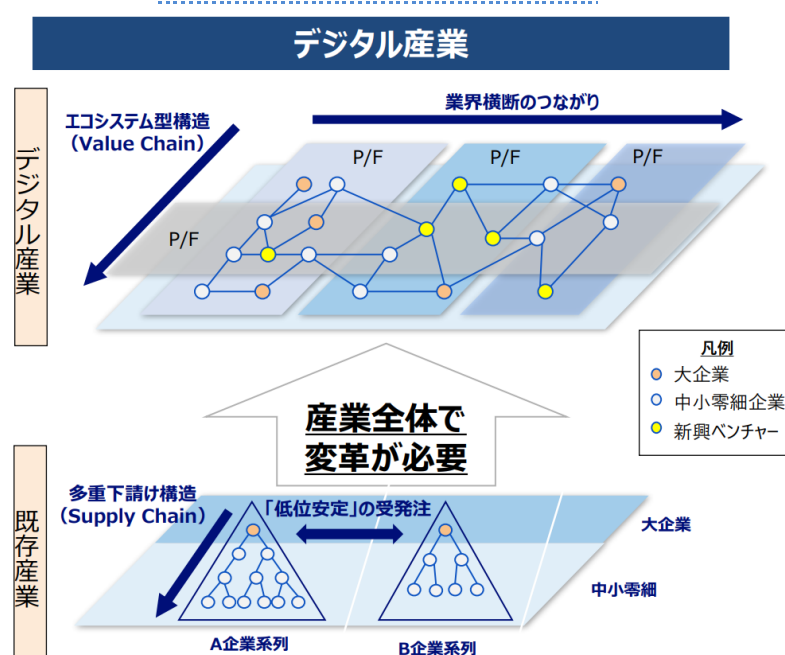 デジタル産業
デジタル産業
エコシステム型構造
（Value Chain）
業界横断のつながり
P/F
P/F
P/F
P/F
凡例
大企業
中小零細企業
新興ベンチャー
産業全体で
変革が必要
既存産業
多重下請け構造
（Supply Chain）
「低位安定」の受発注
大企業
中小零細
A企業系列
B企業系列